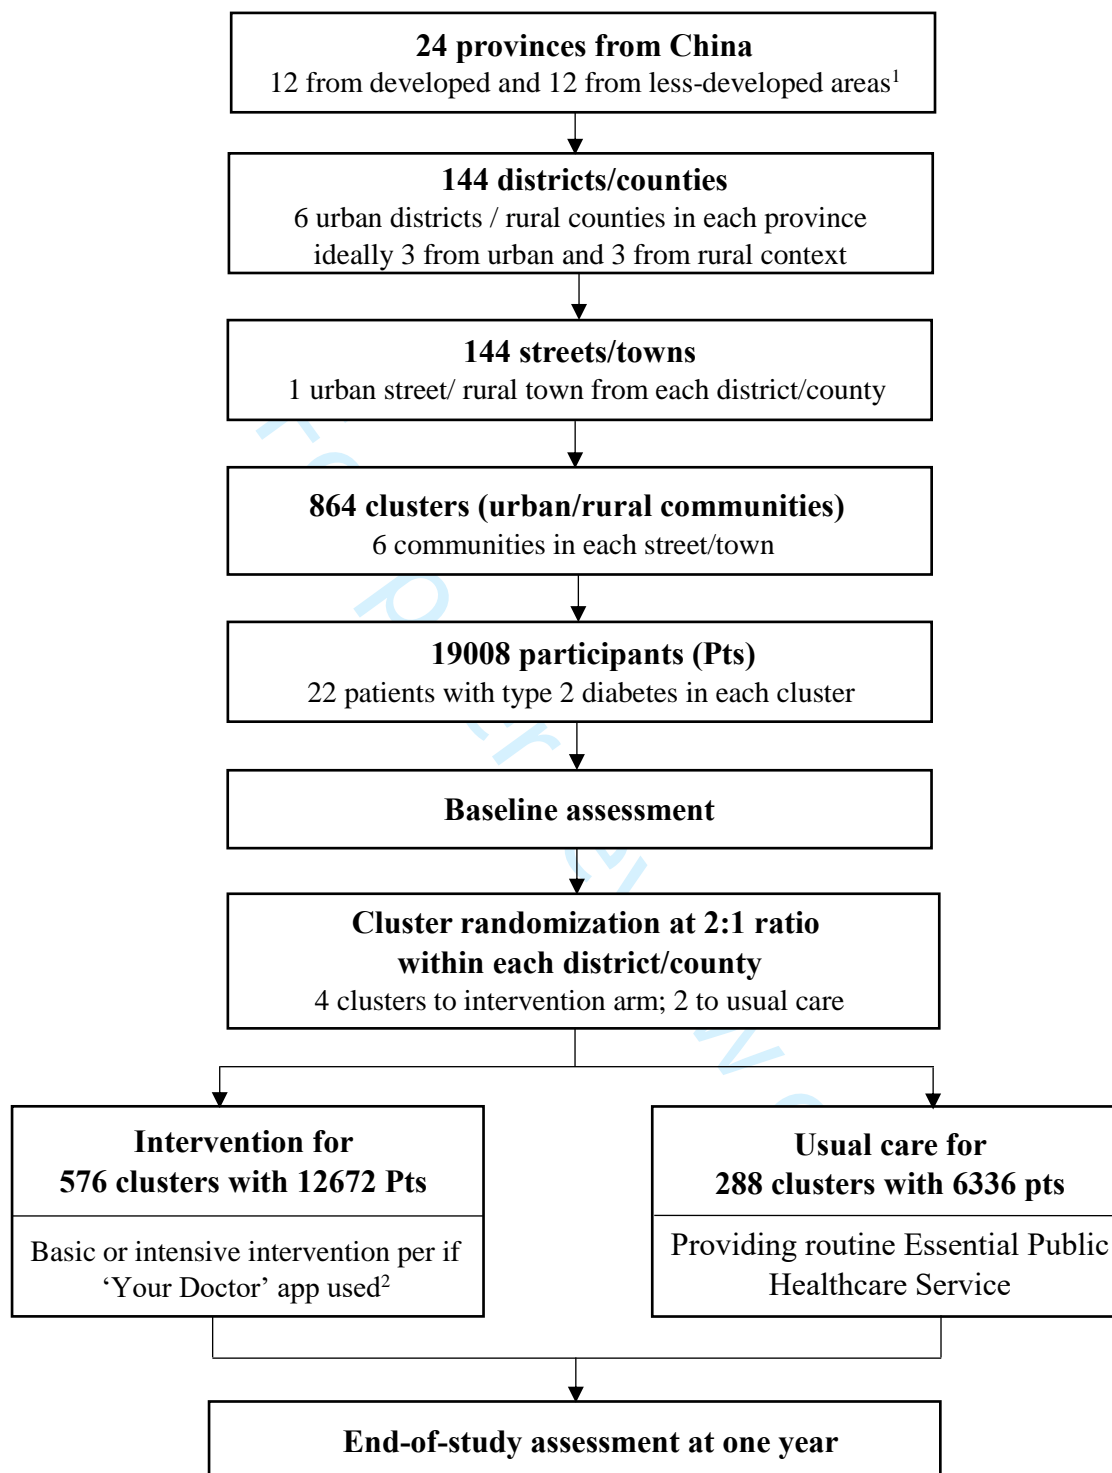 24 provinces from China
12 from developed and 12 from less-developed areas1
144 districts/counties
6 urban districts / rural counties in each province
ideally 3 from urban and 3 from rural context
144 streets/towns
1 urban street/ rural town from each district/county
864 clusters (urban/rural communities)
6 communities in each street/town
19008 participants (Pts)
22 patients with type 2 diabetes in each cluster
Baseline assessment
Cluster randomization at 2:1 ratio
within each district/county
4 clusters to intervention arm; 2 to usual care
Intervention for
576 clusters with 12672 Pts
Basic or intensive intervention per if
‘Your Doctor’ app used2
Usual care for
288 clusters with 6336 pts
Providing routine Essential Public
Healthcare Service
End-of-study assessment at one year